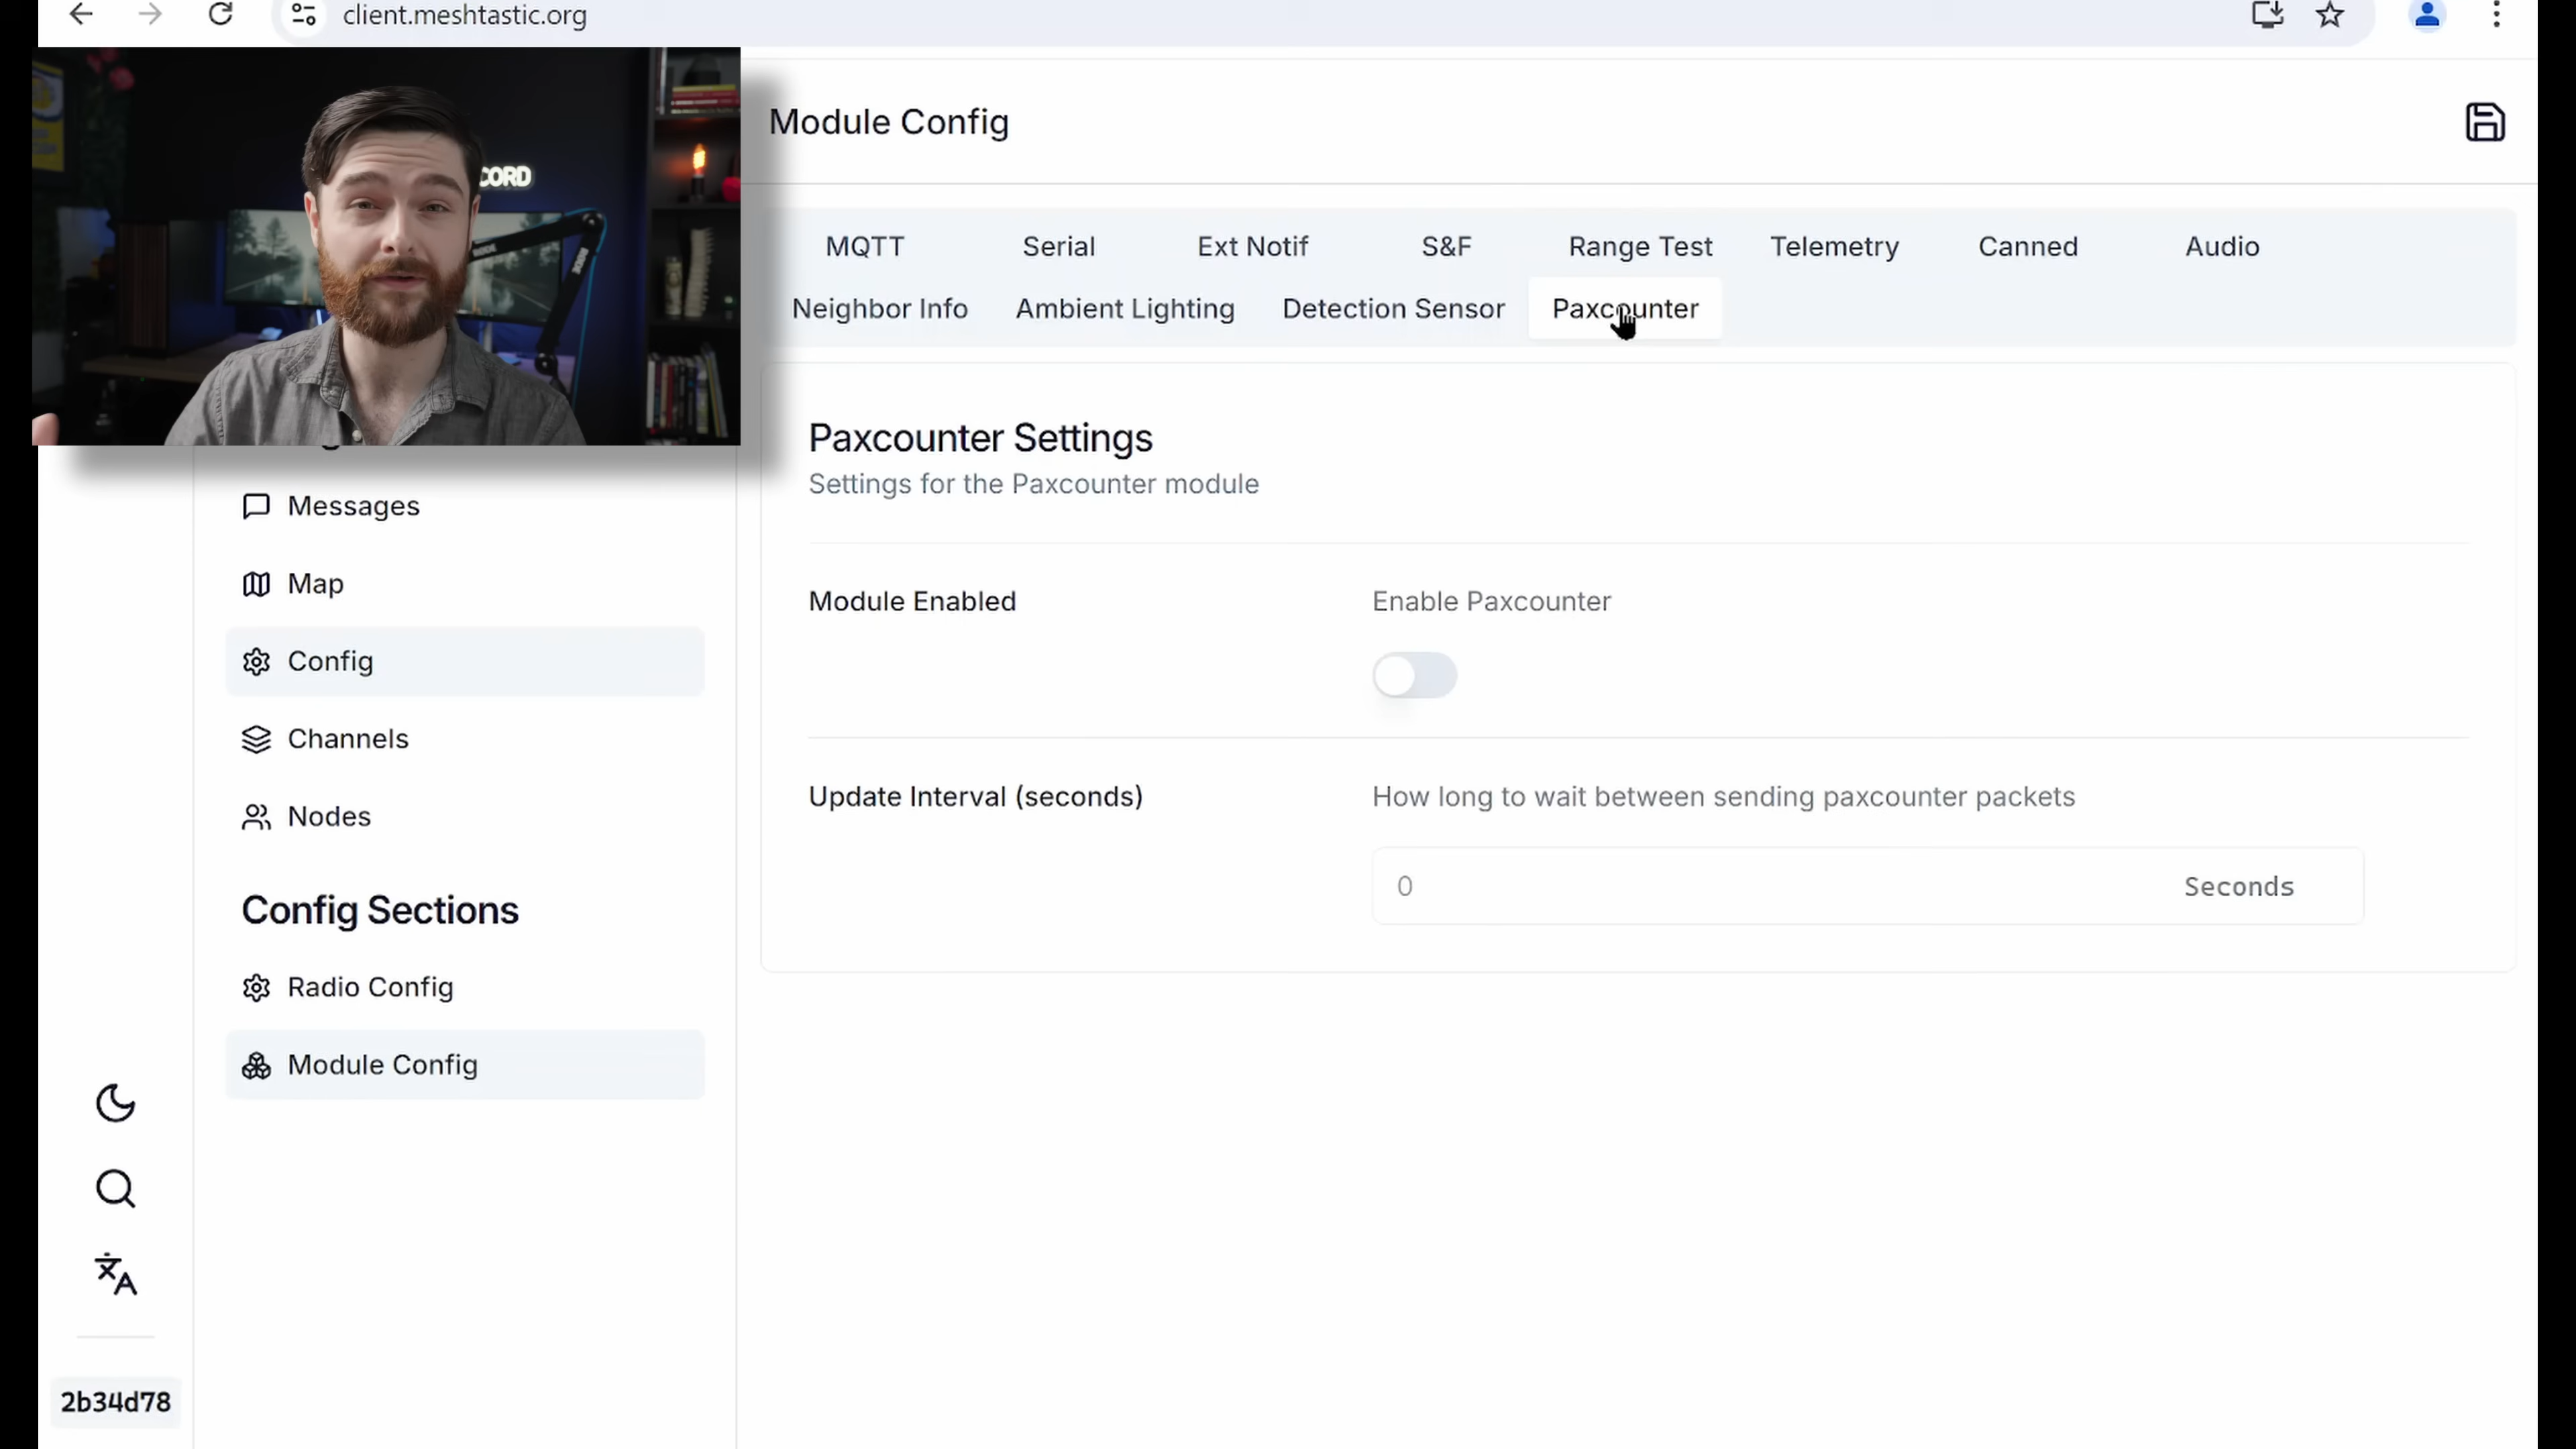 client.meshtastic.org
CORD
Module Config
MQTT Serial Ext Notif S&F Range Test Telemetry Canned Audio
Neighbor Info Ambient Lighting Detection Sensor Paxcounter
Paxcounter Settings
Settings for the Paxcounter module
Messages
Map
Config
Channels
Nodes
Config Sections
Radio Config
Module Config
2b34d78
Module Enabled
Enable Paxcounter
Update Interval (seconds)
How long to wait between sending paxcounter packets
0 Seconds